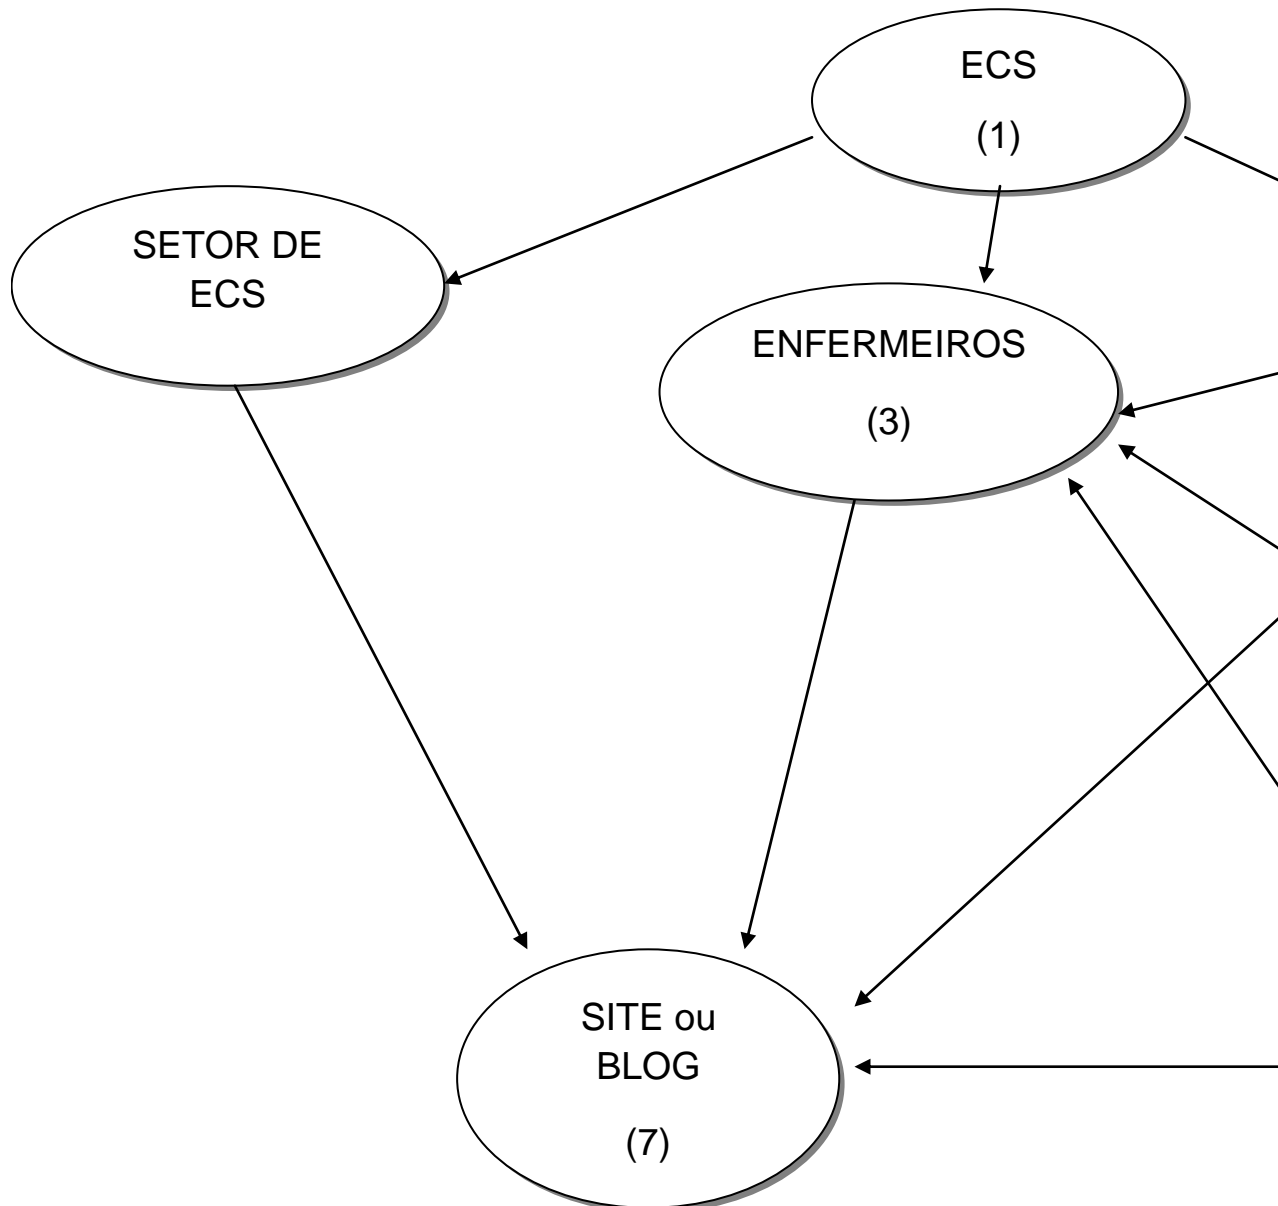 ECS
(1)
SETOR DE
ECS
ENFERMEIROS
(3)
SITE ou
BLOG
(7)